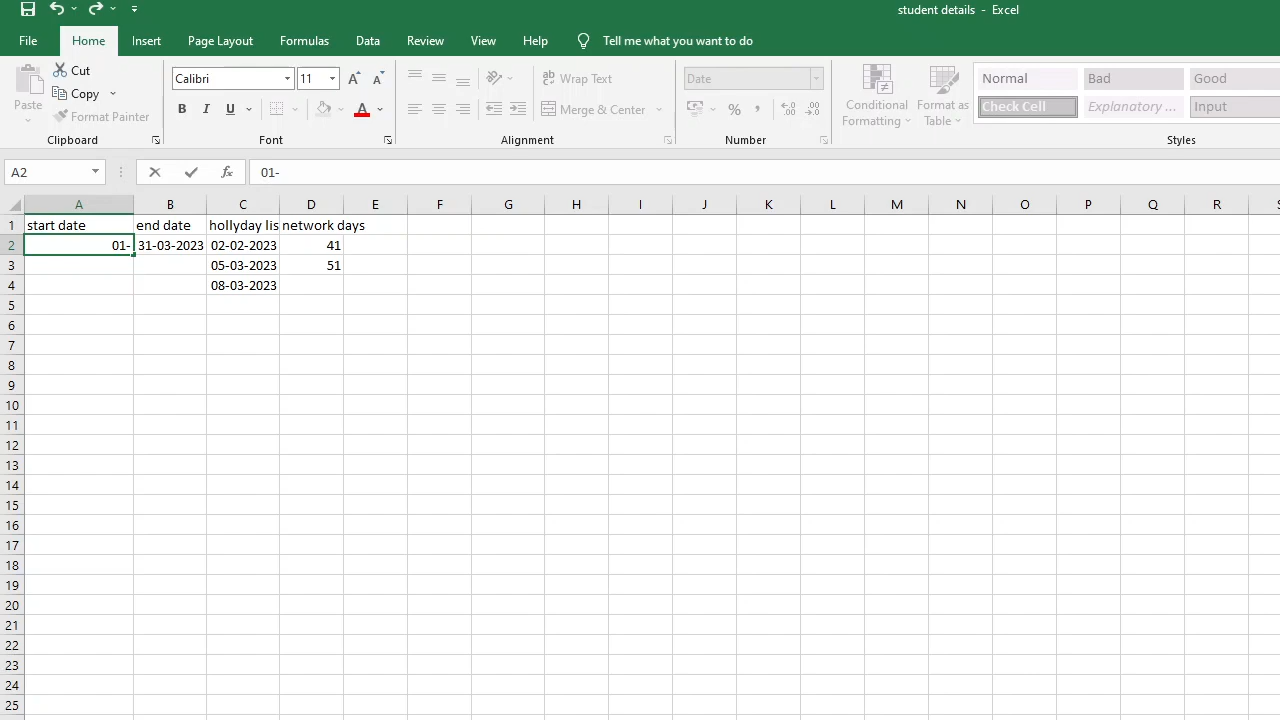 student details - Excel
File Home Insert Page Layout Formulas Data Review View Help Tell me what you want to do
Paste Cut Copy Format Painter Clipboard
Calibri 11 A A B I U A Font
ab Wrap Text Merge & Center Alignment
Date % , .00 Number
Conditional Formatting Format as Table
Normal Bad Good
Check Cell Explanatory ... Input
Styles
A2 fx 01-
A B C D E F G H I J K L M N O P Q R S
1 start date end date hollyday lis network days
2 01- 31-03-2023 02-02-2023 41
3 05-03-2023 51
4 08-03-2023
5
6
7
8
9
10
11
12
13
14
15
16
17
18
19
20
21
22
23
24
25